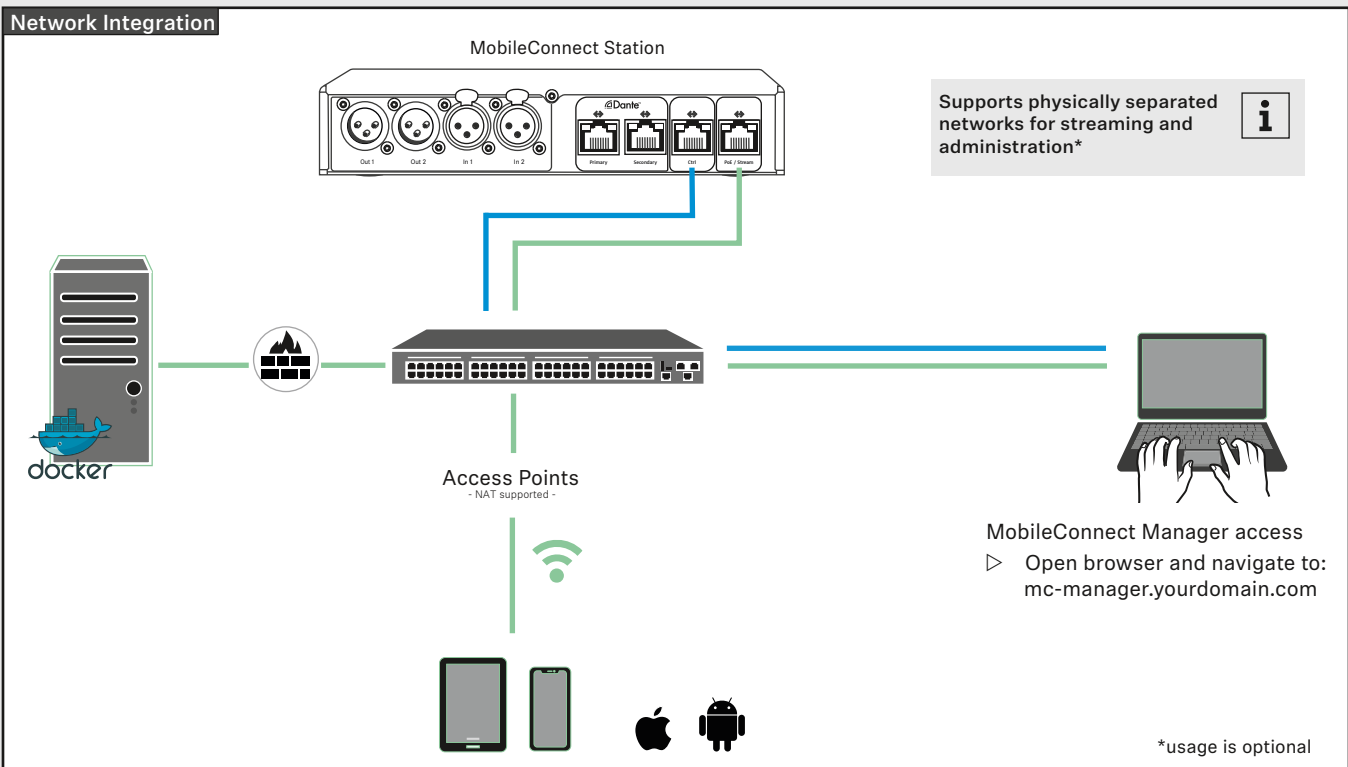 Network Integration
MobileConnect Station
Supports physically separated
networks for streaming and
administration*
i
Dante
Out 1
Out 2
In 1
In 2
Primary
Secondary
Ctrl
PoE / Stream
docker
Access Points
- NAT supported -
MobileConnect Manager access
▷ Open browser and navigate to:
mc-manager.yourdomain.com
*usage is optional